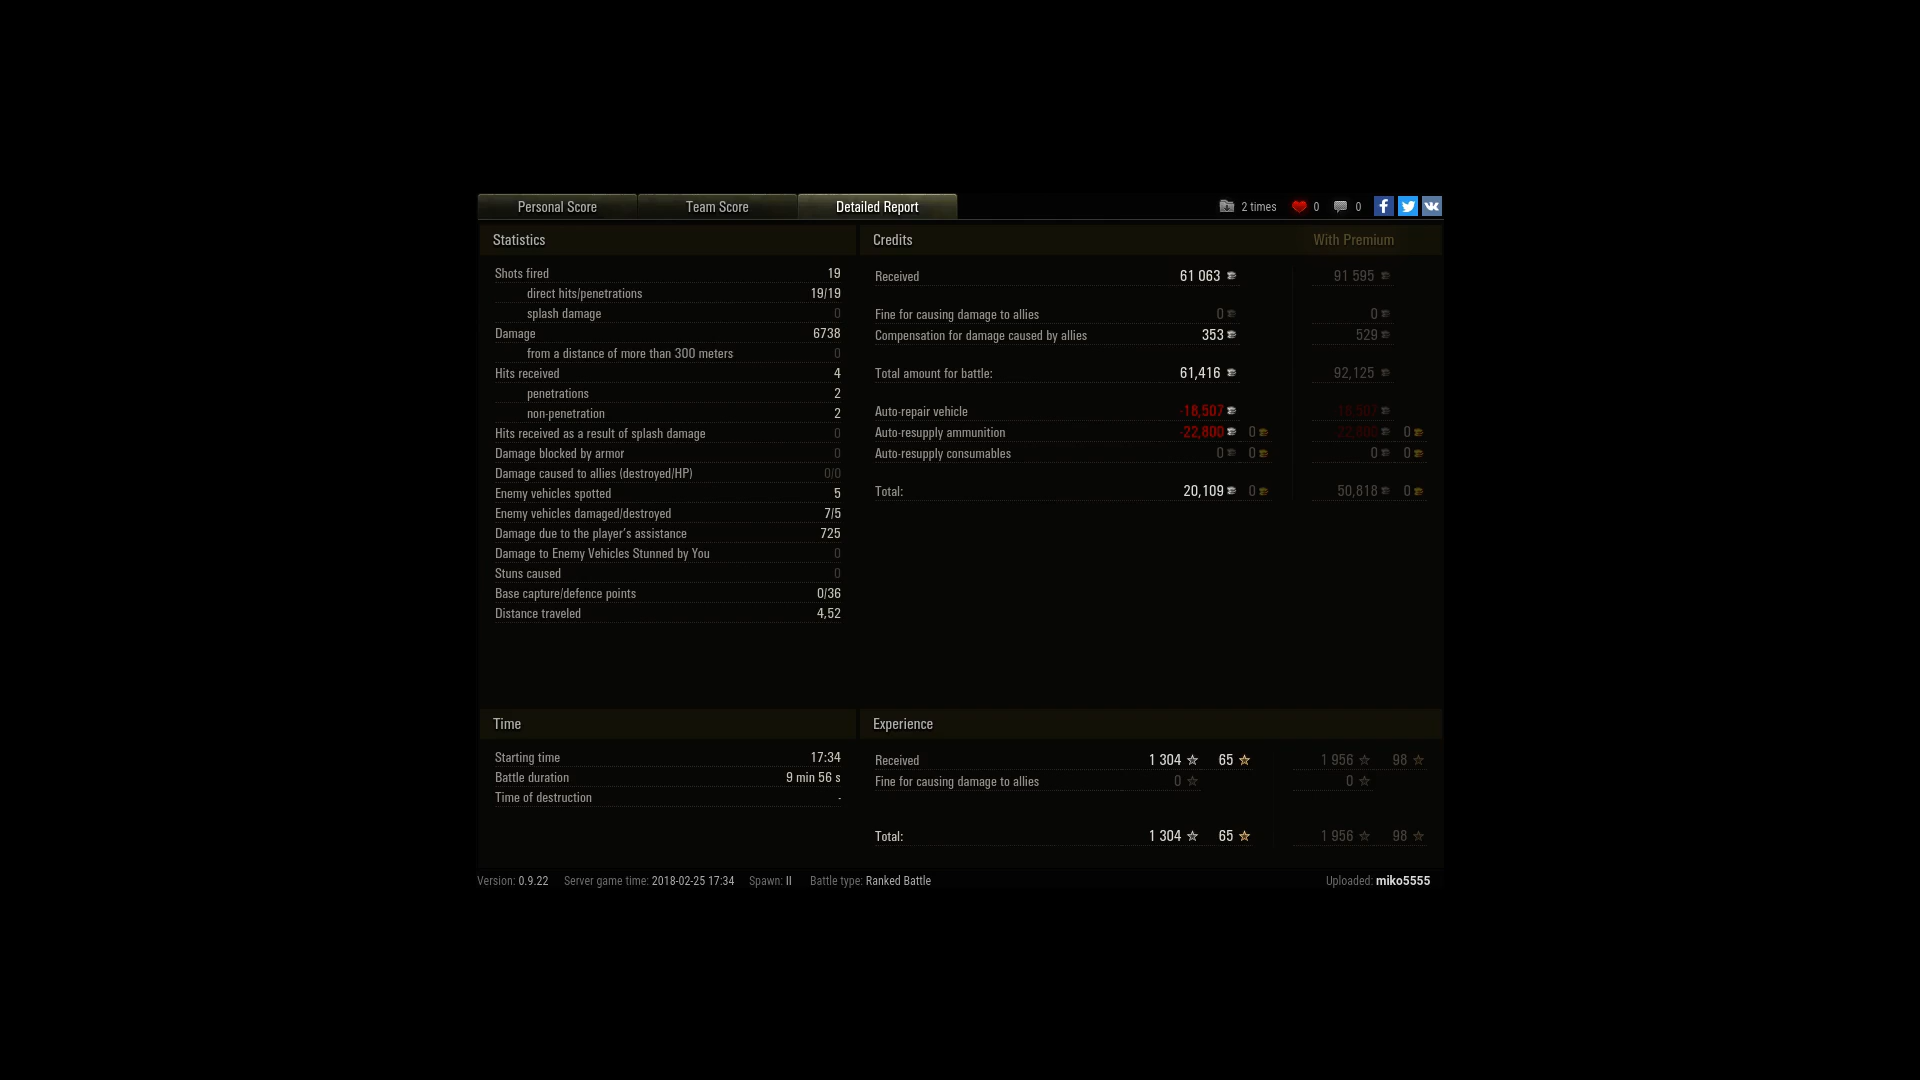 Personal Score Team Score Detailed Report 2 times 0 0
Statistics
Shots fired 19
direct hits/penetrations 19/19
splash damage 0
Damage 6738
from a distance of more than 300 meters 0
Hits received 4
penetrations 2
non-penetration 2
Hits received as a result of splash damage 0
Damage blocked by armor 0
Damage caused to allies (destroyed/HP) 0/0
Enemy vehicles spotted 5
Enemy vehicles damaged/destroyed 7/5
Damage due to the player's assistance 725
Damage to Enemy Vehicles Stunned by You 0
Stuns caused 0
Base capture/defence points 0/36
Distance traveled 4,52
Credits With Premium
Received 61 063 91 595
Fine for causing damage to allies 0 0
Compensation for damage caused by allies 353 529
Total amount for battle: 61,416 92,125
Auto-repair vehicle -18,507 -18,507
Auto-resupply ammunition -22,800 0 -22,800 0
Auto-resupply consumables 0 0 0 0
Total: 20,109 0 50,818 0
Time
Starting time 17:34
Battle duration 9 min 56 s
Time of destruction -
Experience
Received 1 304 65 1 956 98
Fine for causing damage to allies 0 0
Total: 1 304 65 1 956 98
Version: 0.9.22 Server game time: 2018-02-25 17:34 Spawn: II Battle type: Ranked Battle Uploaded: miko5555